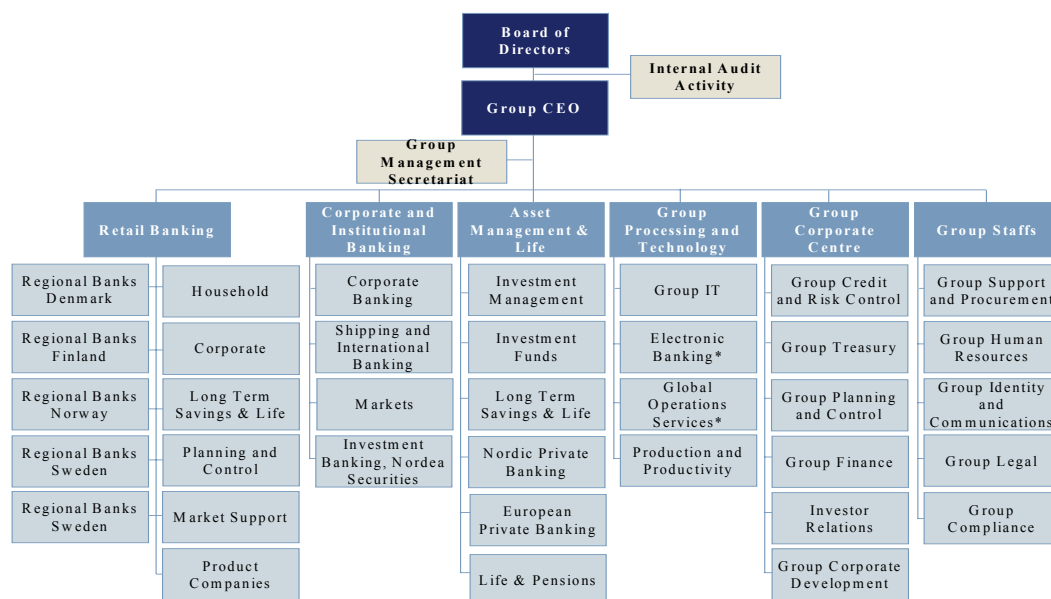 Board of
Directors
Internal Audit
Activity
Group CEO
Group
Management
Secretariat
Retail Banking
Corporate and
Institutional
Banking
Asset
Management &
Life
Group
Processing and
Technology
Group
Corporate
Centre
Group Staffs
Regional Banks
Denmark
Regional Banks
Finland
Regional Banks
Norway
Regional Banks
Sweden
Regional Banks
Sweden
Household
Corporate
Long Term
Savings & Life
Planning and
Control
Market Support
Product
Companies
Corporate
Banking
Shipping and
International
Banking
Markets
Investment
Banking, Nordea
Securities
Investment
Management
Investment
Funds
Long Term
Savings & Life
Nordic Private
Banking
European
Private Banking
Life & Pensions
Group IT
Electronic
Banking*
Global
Operations
Services*
Production and
Productivity
Group Credit
and Risk Control
Group Treasury
Group Planning
and Control
Group Finance
Investor
Relations
Group Corporate
Development
Group Support
and Procurement
Group Human
Resources
Group Identity
and
Communications
Group Legal
Group
Compliance